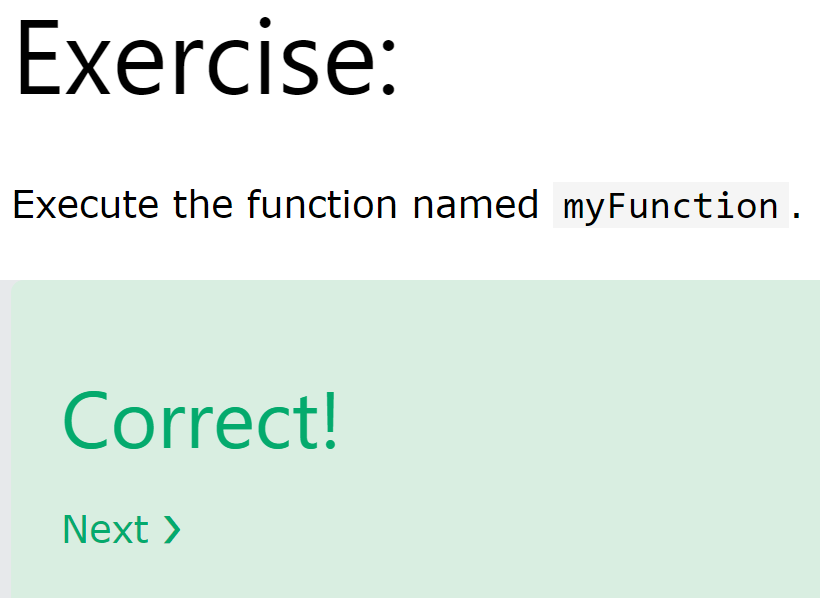 Exercise:
Execute the function named myFunction.
Correct!
Next ❯